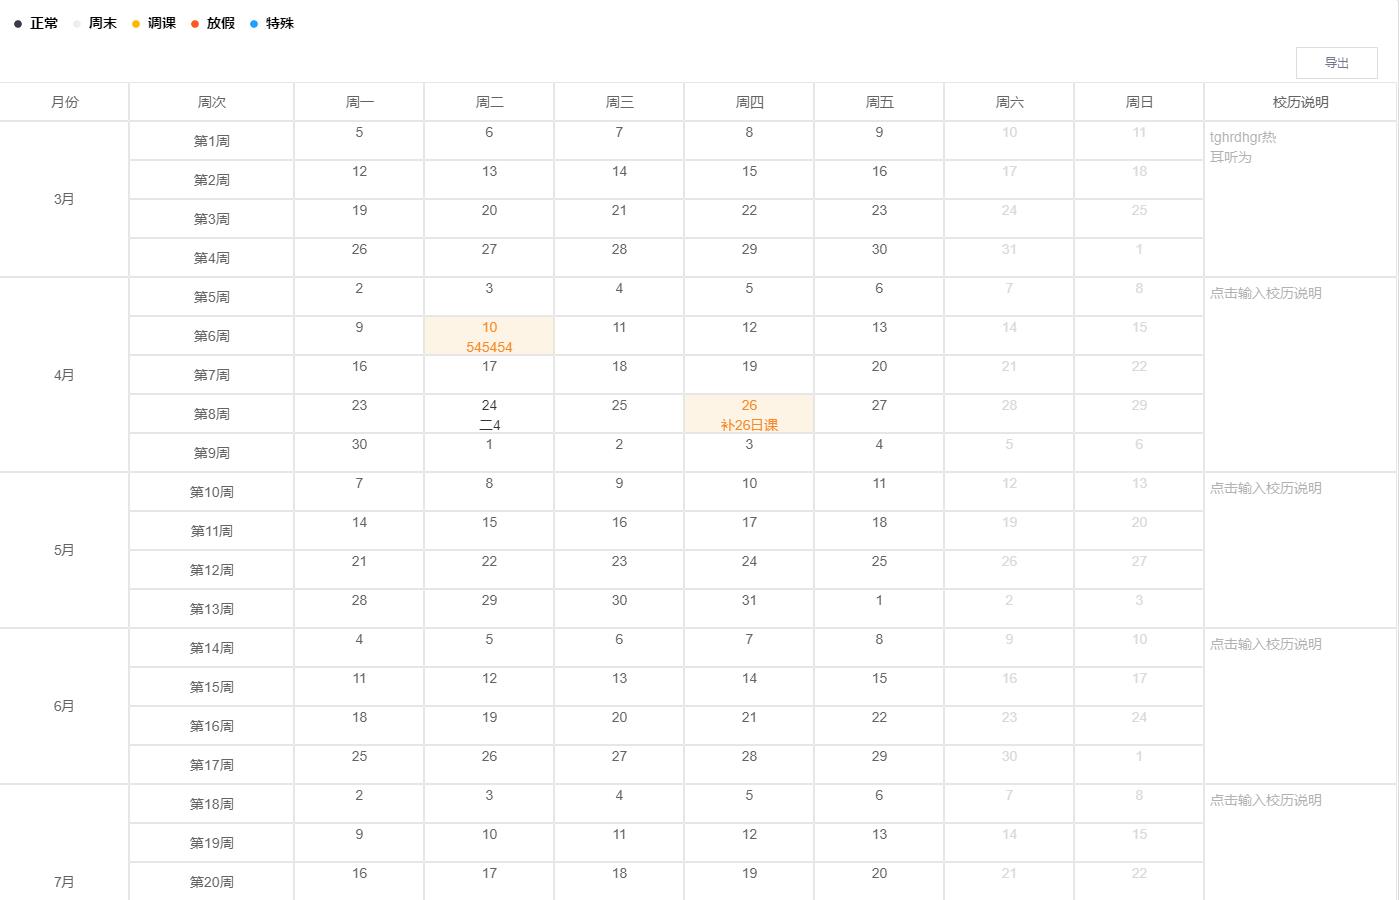 正常 周末 调课 放假 特殊
导出
月份 周次 周一 周二 周三 周四 周五 周六 周日 校历说明
3月 第1周 5 6 7 8 9 10 11 tghrdhgr热
耳听为
第2周 12 13 14 15 16 17 18
第3周 19 20 21 22 23 24 25
第4周 26 27 28 29 30 31 1
4月 第5周 2 3 4 5 6 7 8 点击输入校历说明
第6周 9 10 11 12 13 14 15
545454
第7周 16 17 18 19 20 21 22
第8周 23 24 25 26 27 28 29
二4 补26日课
第9周 30 1 2 3 4 5 6
5月 第10周 7 8 9 10 11 12 13 点击输入校历说明
第11周 14 15 16 17 18 19 20
第12周 21 22 23 24 25 26 27
第13周 28 29 30 31 1 2 3
6月 第14周 4 5 6 7 8 9 10 点击输入校历说明
第15周 11 12 13 14 15 16 17
第16周 18 19 20 21 22 23 24
第17周 25 26 27 28 29 30 1
7月 第18周 2 3 4 5 6 7 8 点击输入校历说明
第19周 9 10 11 12 13 14 15
第20周 16 17 18 19 20 21 22